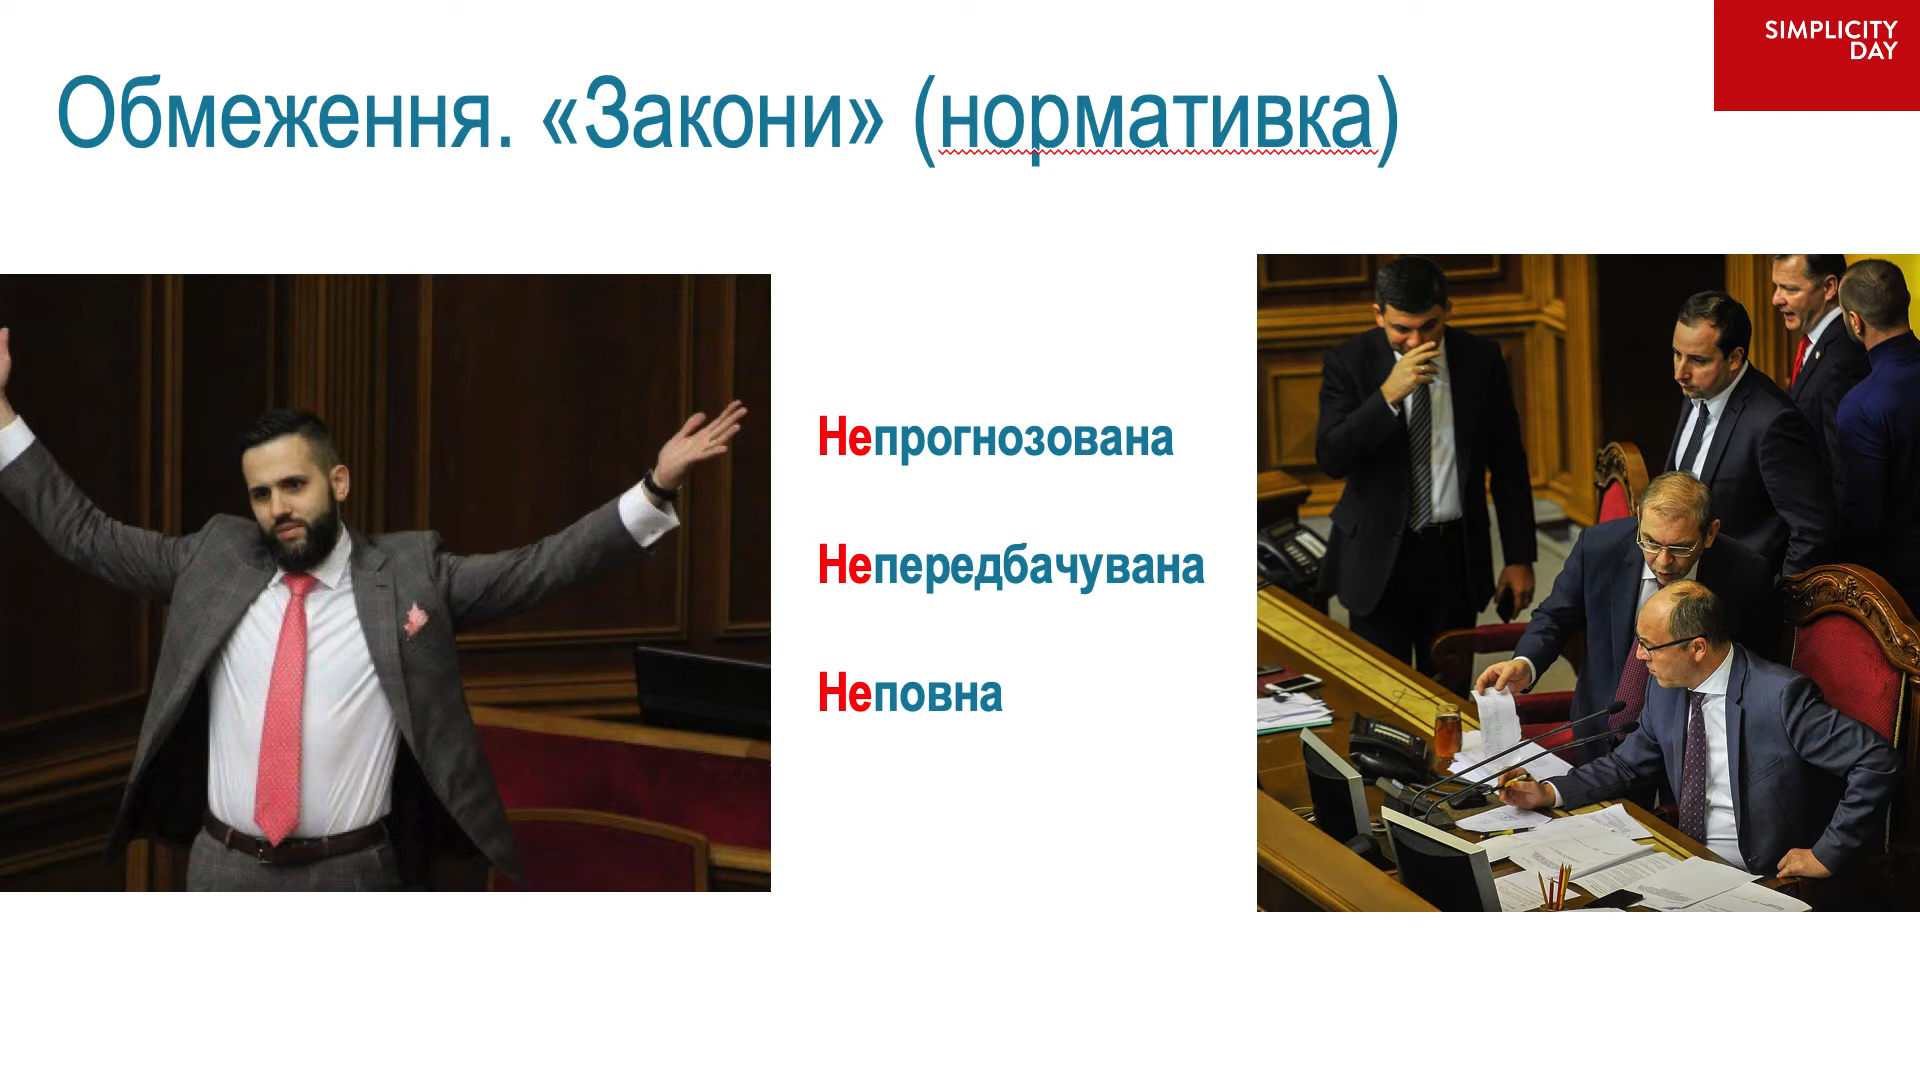 SIMPLICITY
DAY
Обмеження. «Закони» (нормативка)
Непрогнозована
Непередбачувана
Неповна